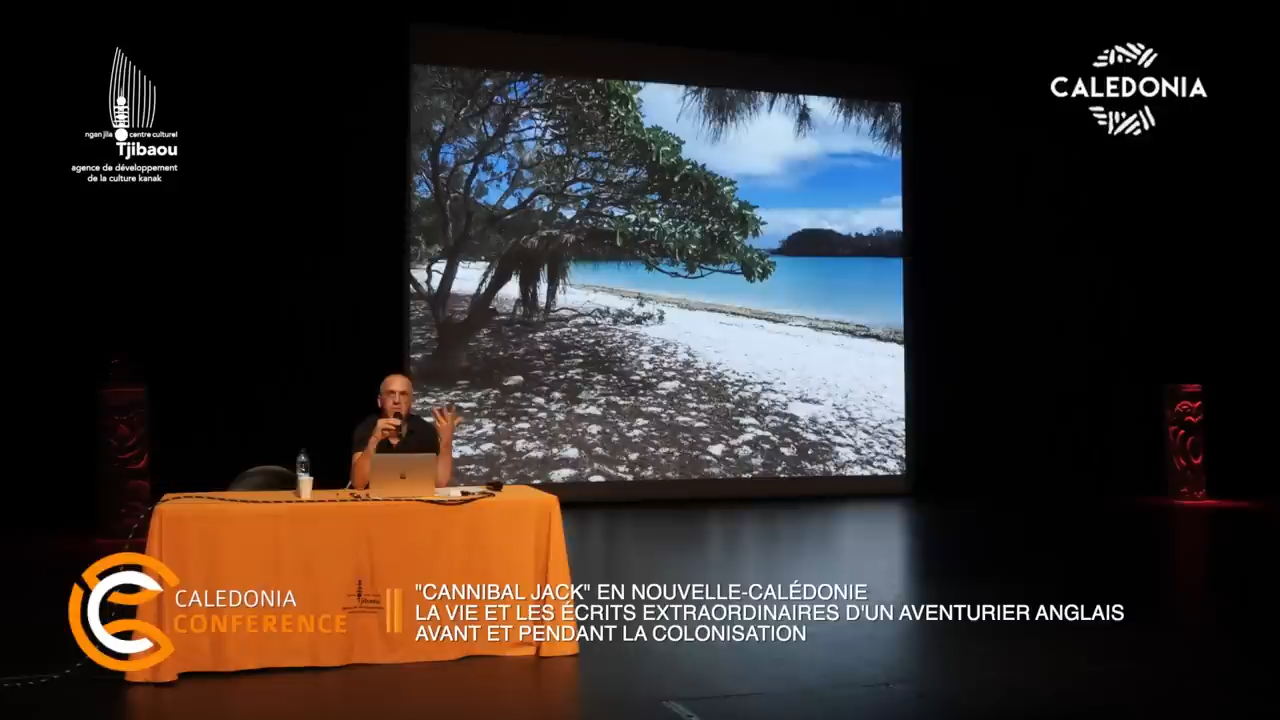 ngan jila centre culturel
Tjibaou
agence de développement
de la culture kanak
CALEDONIA
CALEDONIA
CONFERENCE
"CANNIBAL JACK" EN NOUVELLE-CALÉDONIE
LA VIE ET LES ÉCRITS EXTRAORDINAIRES D'UN AVENTURIER ANGLAIS
AVANT ET PENDANT LA COLONISATION